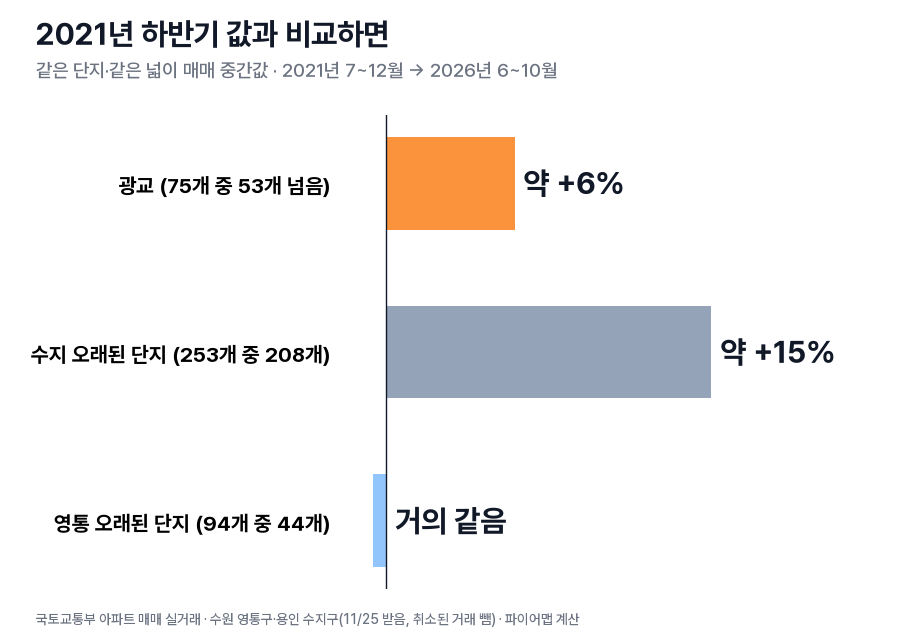 2021년 하반기 값과 비교하면
같은 단지·같은 넓이 매매 중간값 · 2021년 7~12월 → 2026년 6~10월
광교 (75개 중 53개 넘음)
약 +6%
수지 오래된 단지 (253개 중 208개)
약 +15%
영통 오래된 단지 (94개 중 44개)
거의 같음
국토교통부 아파트 매매 실거래 · 수원 영통구·용인 수지구(11/25 받음, 취소된 거래 뺌) · 파이어맵 계산